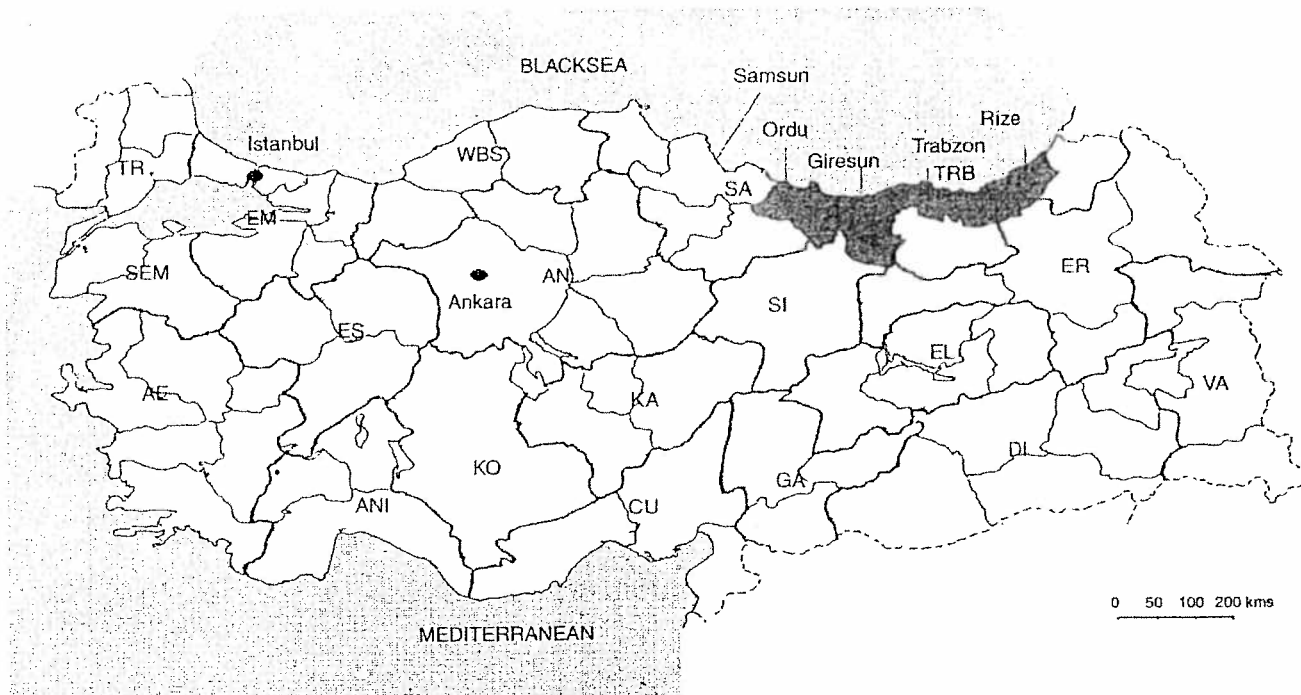 BLACKSEA
Samsun
Ordu
Rize
Istanbul
Giresun
Trabzon
TR
WBS
TRB
SA
EM
SEM
AN
ER
Ankara
SI
ES
EL
AE
KA
VA
KO
DI
GA
ANI
CU
0 50 100 200 kms
MEDITERRANEAN